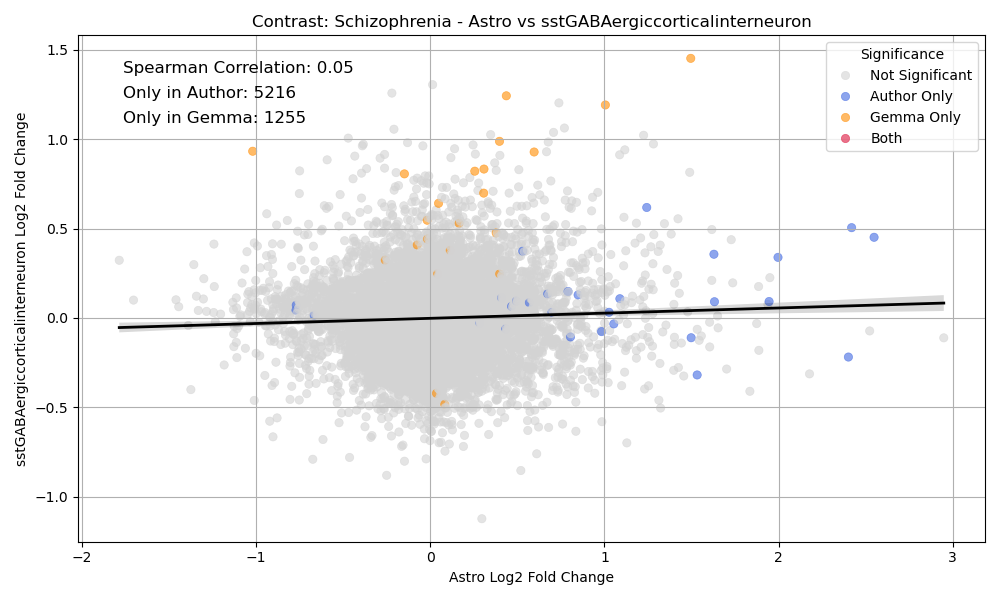 Contrast: Schizophrenia - Astro vs sstGABAergiccorticalinterneuron
Spearman Correlation: 0.05
Only in Author: 5216
Only in Gemma: 1255
Significance
Not Significant
Author Only
Gemma Only
Both
sstGABAergiccorticalinterneuron Log2 Fold Change
1.5
1.0
0.5
0.0
−0.5
−1.0
−2
−1
0
1
2
3
Astro Log2 Fold Change